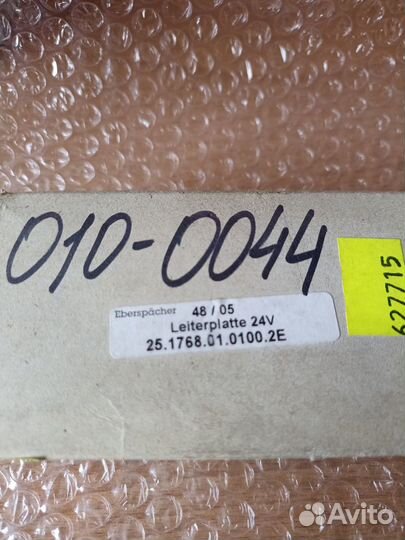 010-0044
Eberspächer 48 / 05
Leiterplatte 24V
25.1768.01.0100.2E
627715
Avito